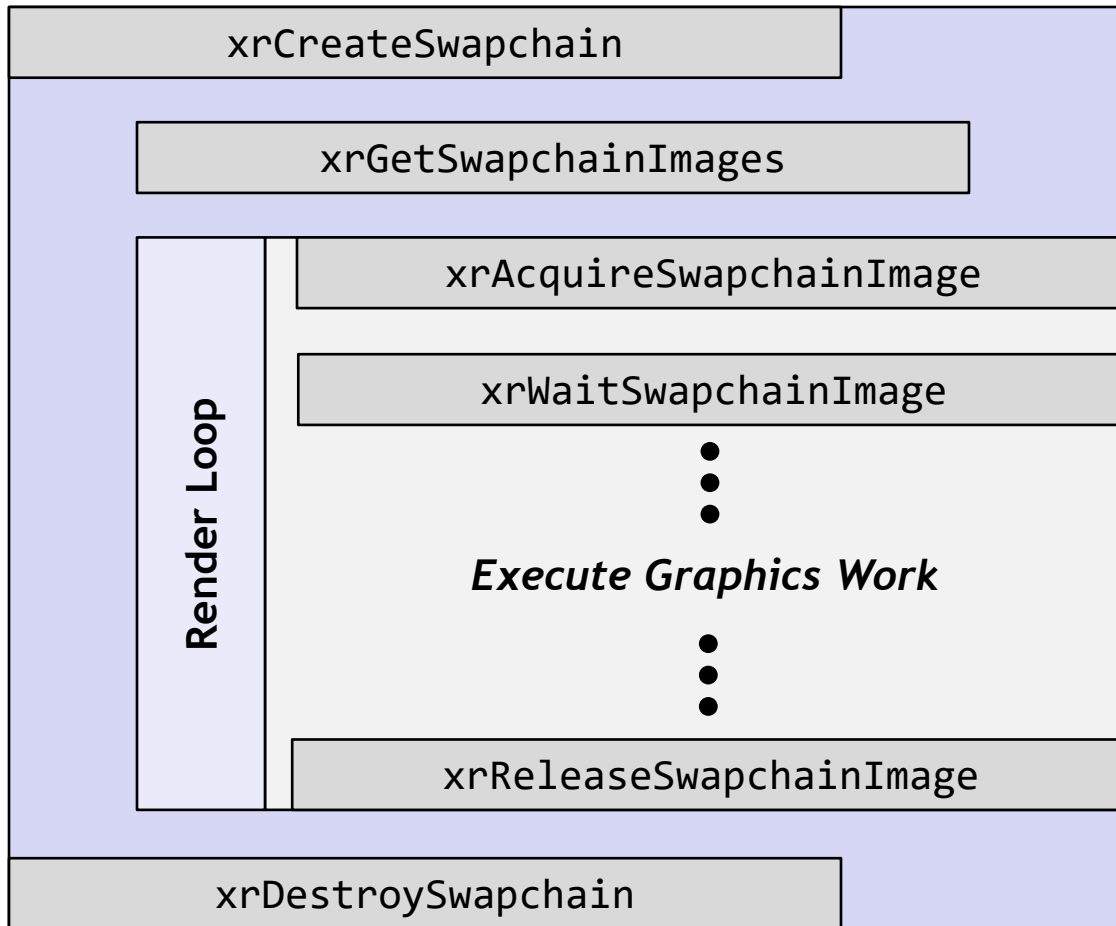 xrCreateSwapchain
xrGetSwapchainImages
Render Loop
xrAcquireSwapchainImage
xrWaitSwapchainImage
Execute Graphics Work
xrReleaseSwapchainImage
xrDestroySwapchain